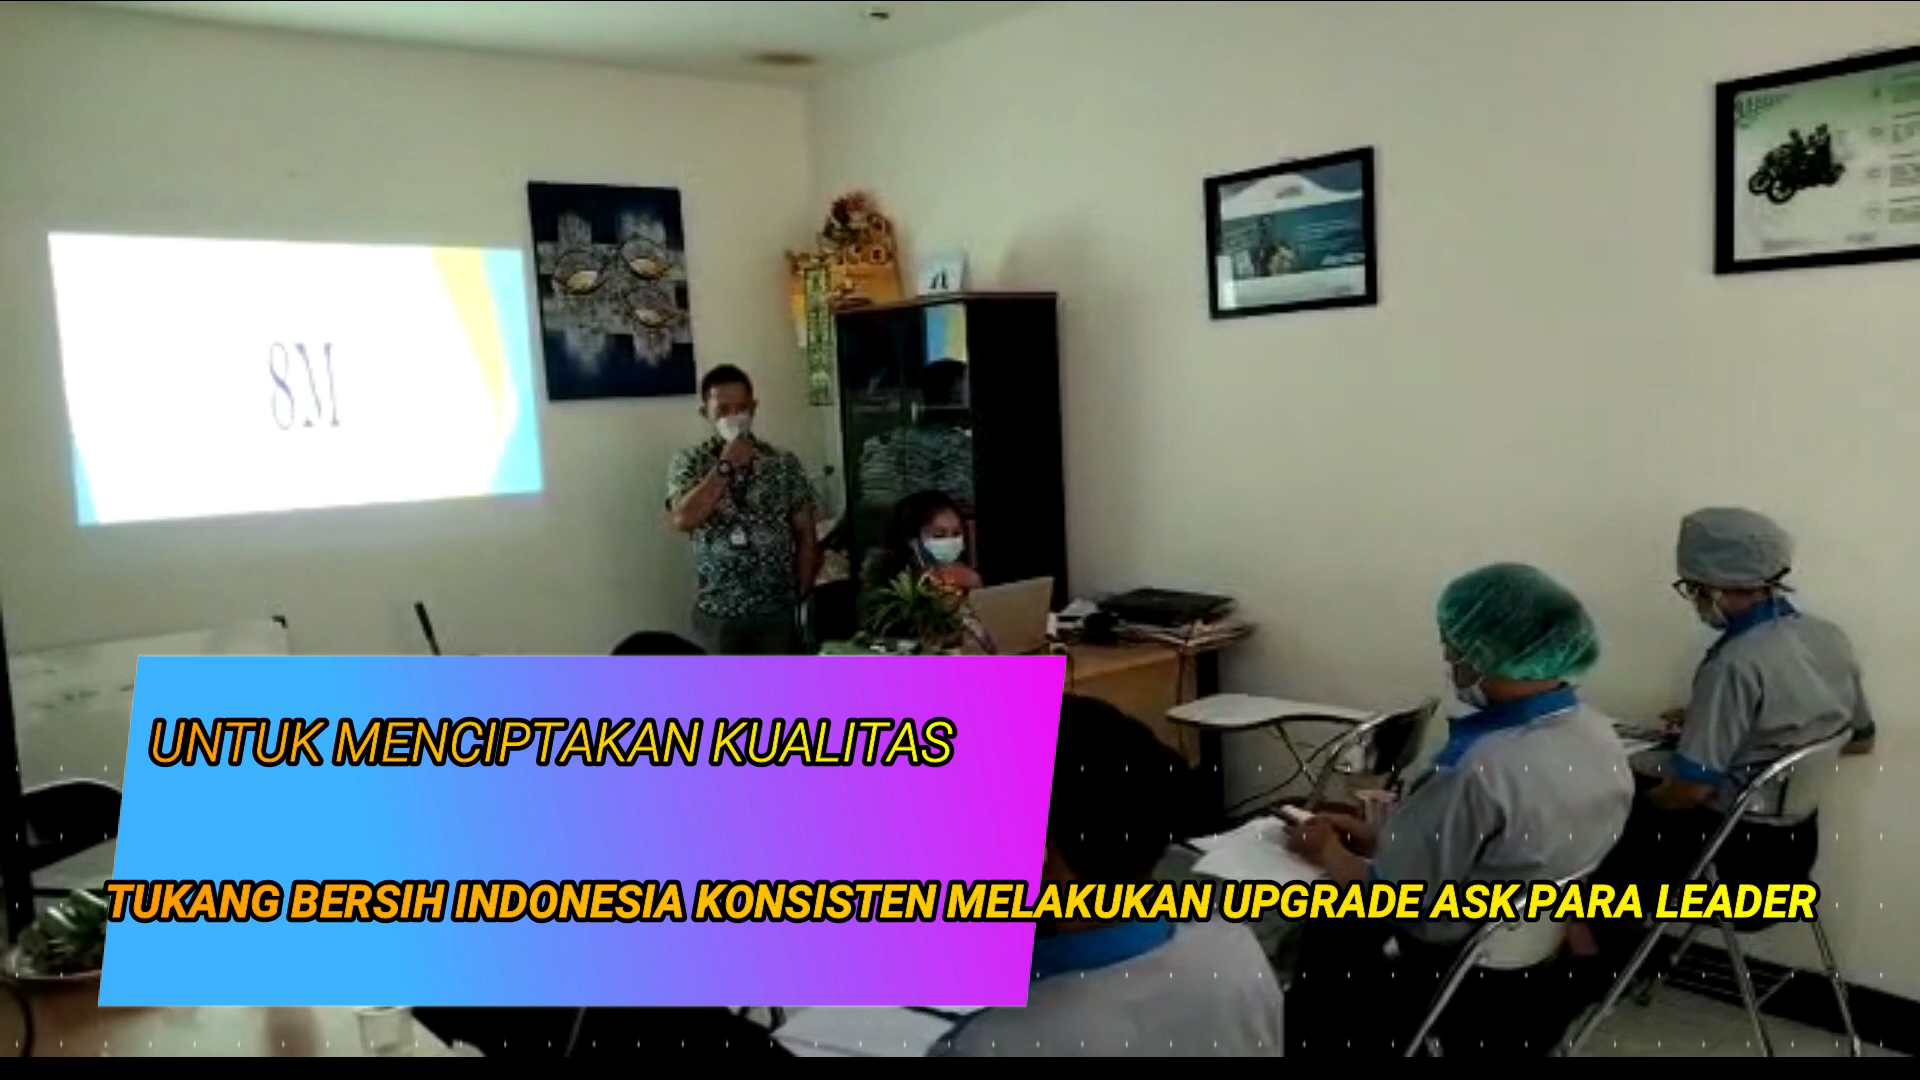 8M
UNTUK MENCIPTAKAN KUALITAS
TUKANG BERSIH INDONESIA KONSISTEN MELAKUKAN UPGRADE ASK PARA LEADER